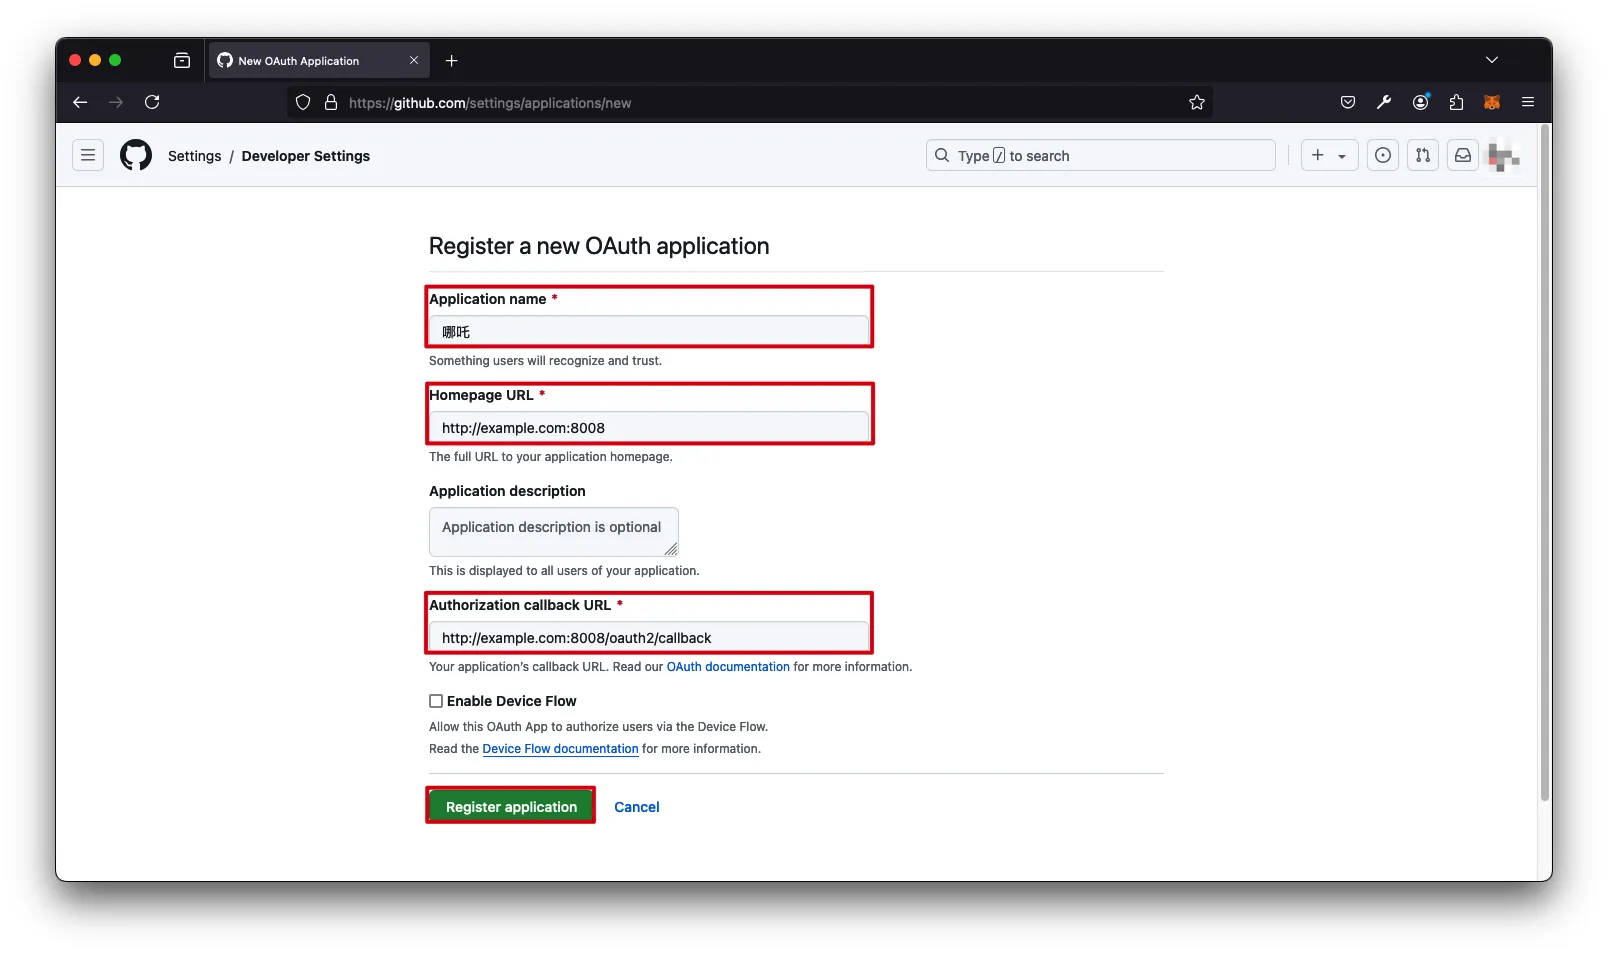 New OAuth Application
https://github.com/settings/applications/new
Settings / Developer Settings
Type / to search
Register a new OAuth application
Application name *
哪吒
Something users will recognize and trust.
Homepage URL *
http://example.com:8008
The full URL to your application homepage.
Application description
Application description is optional
This is displayed to all users of your application.
Authorization callback URL *
http://example.com:8008/oauth2/callback
Your application's callback URL. Read our OAuth documentation for more information.
Enable Device Flow
Allow this OAuth App to authorize users via the Device Flow.
Read the Device Flow documentation for more information.
Register application Cancel